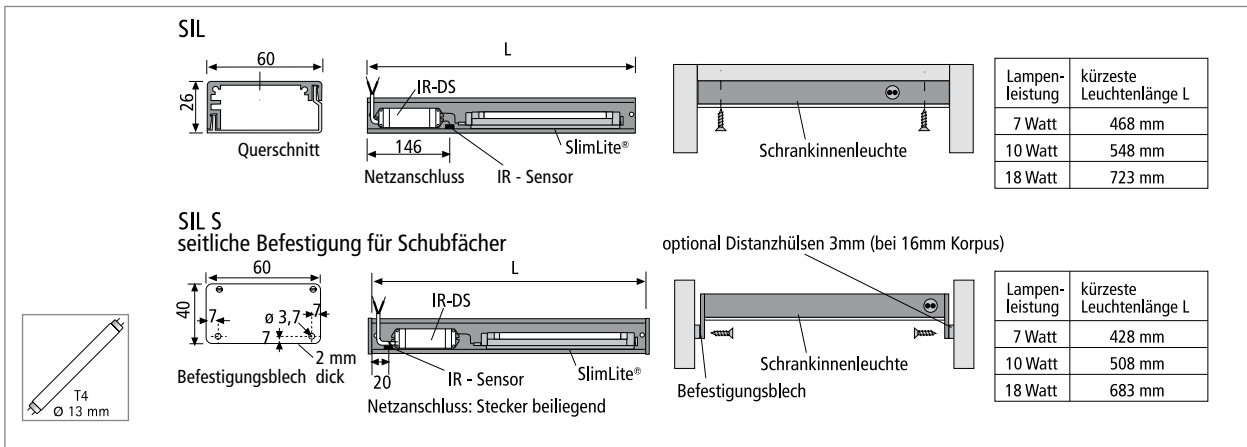 SIL
60
26
Querschnitt
L
IR-DS
146
SlimLite®
Netzanschluss
IR - Sensor
Schrankinnenleuchte
Lampen-
leistung
kürzeste
Leuchtenlänge L
7 Watt 468 mm
10 Watt 548 mm
18 Watt 723 mm
SIL S
seitliche Befestigung für Schubfächer
60
40
7
7
ø 3,7
7
2 mm
dick
Befestigungsblech
L
IR-DS
20
IR - Sensor
SlimLite®
Netzanschluss: Stecker beiliegend
optional Distanzhülsen 3mm (bei 16mm Korpus)
Schrankinnenleuchte
Befestigungsblech
Lampen-
leistung
kürzeste
Leuchtenlänge L
7 Watt 428 mm
10 Watt 508 mm
18 Watt 683 mm
T4
Ø 13 mm